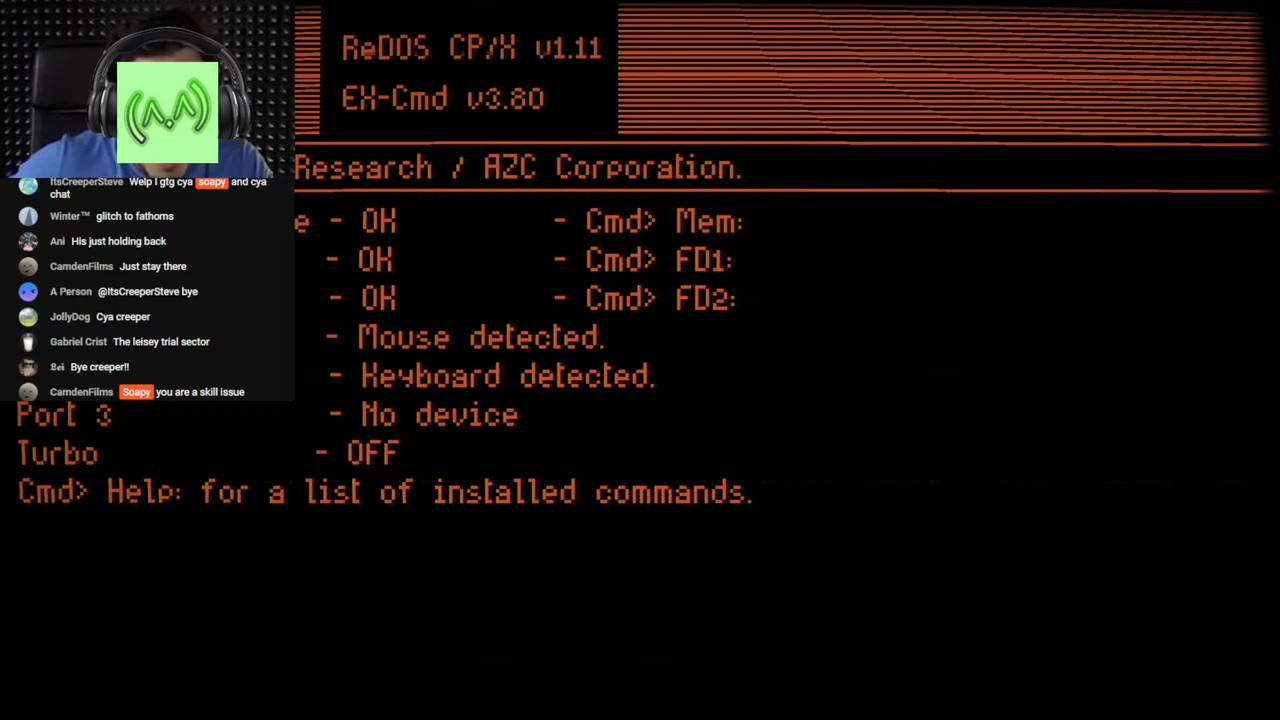 ReDOS CP/X v1.11
EX-Cmd v3.80
Research / AZC Corporation.
(^.^)
ItsCreeperSteve Welp I gtg cya soapy and cya
chat
Winter™ glitch to fathoms
Ani His just holding back
CamdenFilms Just stay there
A Person @ItsCreeperSteve bye
JollyDog Cya creeper
Gabriel Crist The leisey trial sector
Bye creeper!!
CamdenFilms Soapy you are a skill issue
e - OK - Cmd> Mem:
- OK - Cmd> FD1:
- OK - Cmd> FD2:
- Mouse detected.
- Keyboard detected.
Port 3 - No device
Turbo - OFF
Cmd> Help: for a list of installed commands.